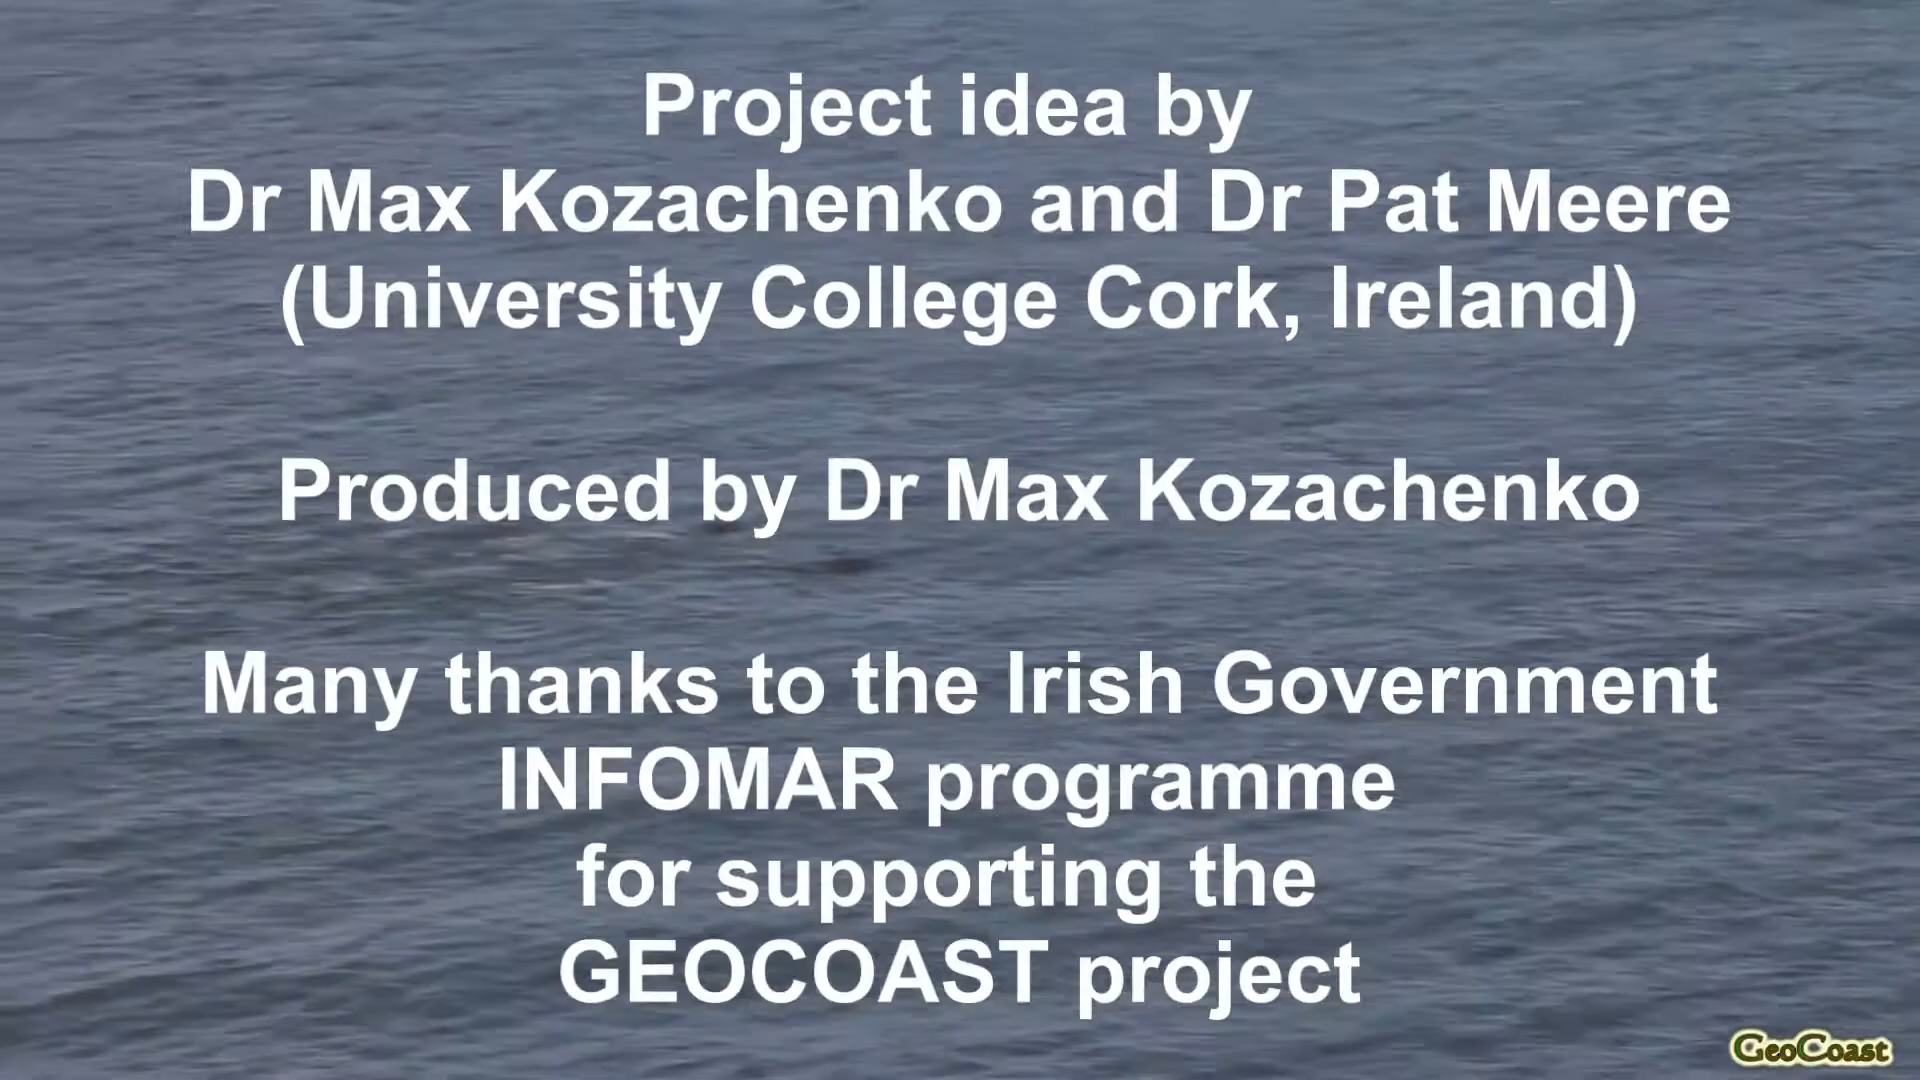 Project idea by
Dr Max Kozachenko and Dr Pat Meere
(University College Cork, Ireland)
Produced by Dr Max Kozachenko
Many thanks to the Irish Government
INFOMAR programme
for supporting the
GEOCOAST project
GeoCoast